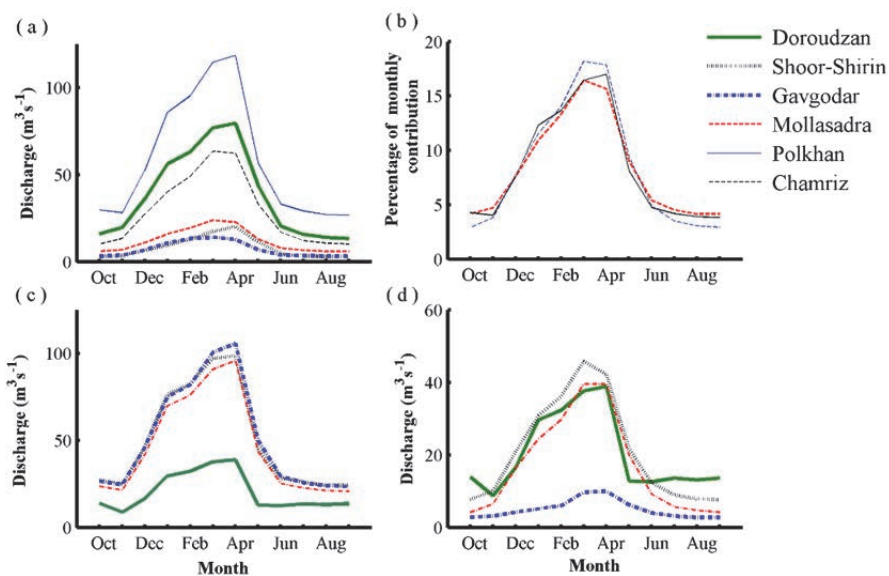 ( a )
Discharge (m³s⁻¹)
100
50
0
Oct Dec Feb Apr Jun Aug
( b )
Percentage of monthly
contribution
20
15
10
5
0
Oct Dec Feb Apr Jun Aug
Doroudzan
Shoor-Shirin
Gavgodar
Mollasadra
Polkhan
Chamriz
( c )
Discharge (m³s⁻¹)
100
50
0
Oct Dec Feb Apr Jun Aug
Month
( d )
Discharge (m³s⁻¹)
60
40
20
0
Oct Dec Feb Apr Jun Aug
Month